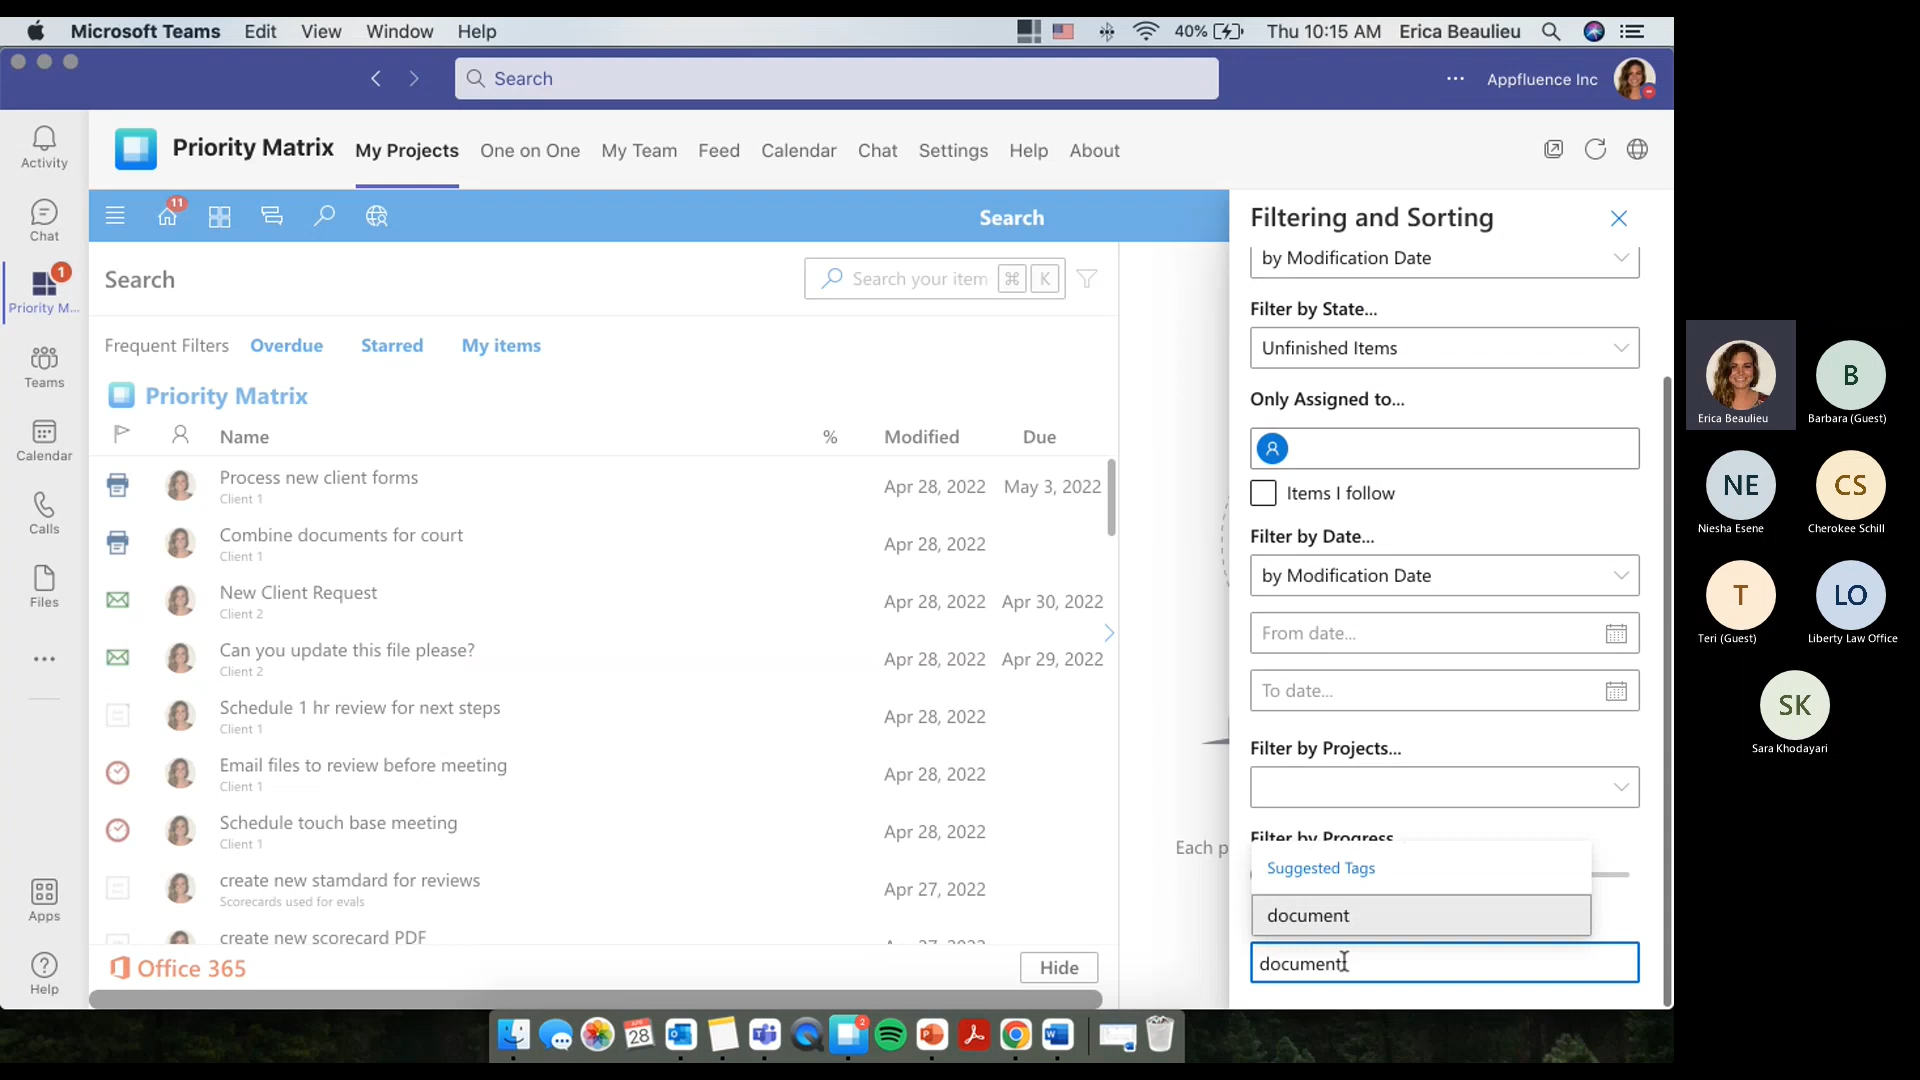 Microsoft Teams Edit View Window Help 40% Thu 10:15 AM Erica Beaulieu
Search
Appfluence Inc
Activity
Chat
1
Priority M...
Teams
Calendar
Calls
Files
Apps
Help
Priority Matrix My Projects One on One My Team Feed Calendar Chat Settings Help About
11
Search
Search
Search your item ⌘ K
Frequent Filters Overdue Starred My items
Priority Matrix
Name % Modified Due
Process new client forms Apr 28, 2022 May 3, 2022
Client 1
Combine documents for court Apr 28, 2022
Client 1
New Client Request Apr 28, 2022 Apr 30, 2022
Client 2
Can you update this file please? Apr 28, 2022 Apr 29, 2022
Client 2
Schedule 1 hr review for next steps Apr 28, 2022
Client 1
Email files to review before meeting Apr 28, 2022
Client 1
Schedule touch base meeting Apr 28, 2022
Client 1
create new stamdard for reviews Apr 27, 2022
Scorecards used for evals
create new scorecard PDF
Office 365 Hide
Each p
Filtering and Sorting
by Modification Date
Filter by State...
Unfinished Items
Only Assigned to...
Items I follow
Filter by Date...
by Modification Date
From date...
To date...
Filter by Projects...
Filter by Progress
Suggested Tags
document
document
APR
28
2
Erica Beaulieu
B
Barbara (Guest)
NE
Niesha Esene
CS
Cherokee Schill
T
Teri (Guest)
LO
Liberty Law Office
SK
Sara Khodayari